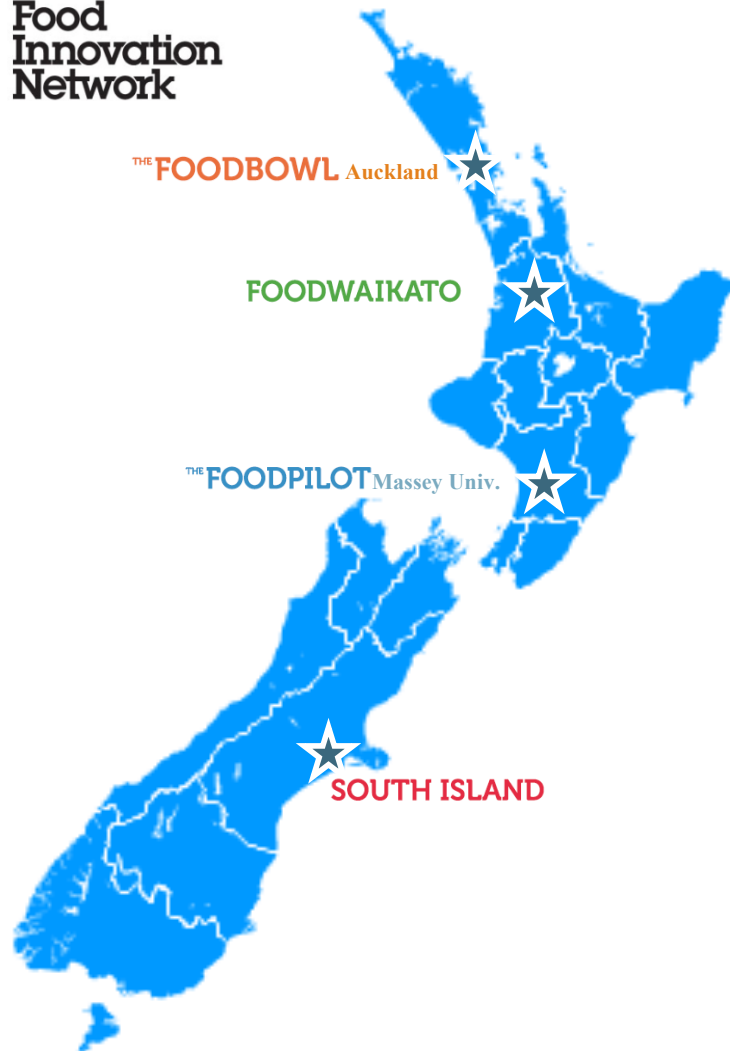 Food
Innovation
Network
THE FOODBOWL Auckland
FOODWAIKATO
THE FOODPILOT Massey Univ.
SOUTH ISLAND